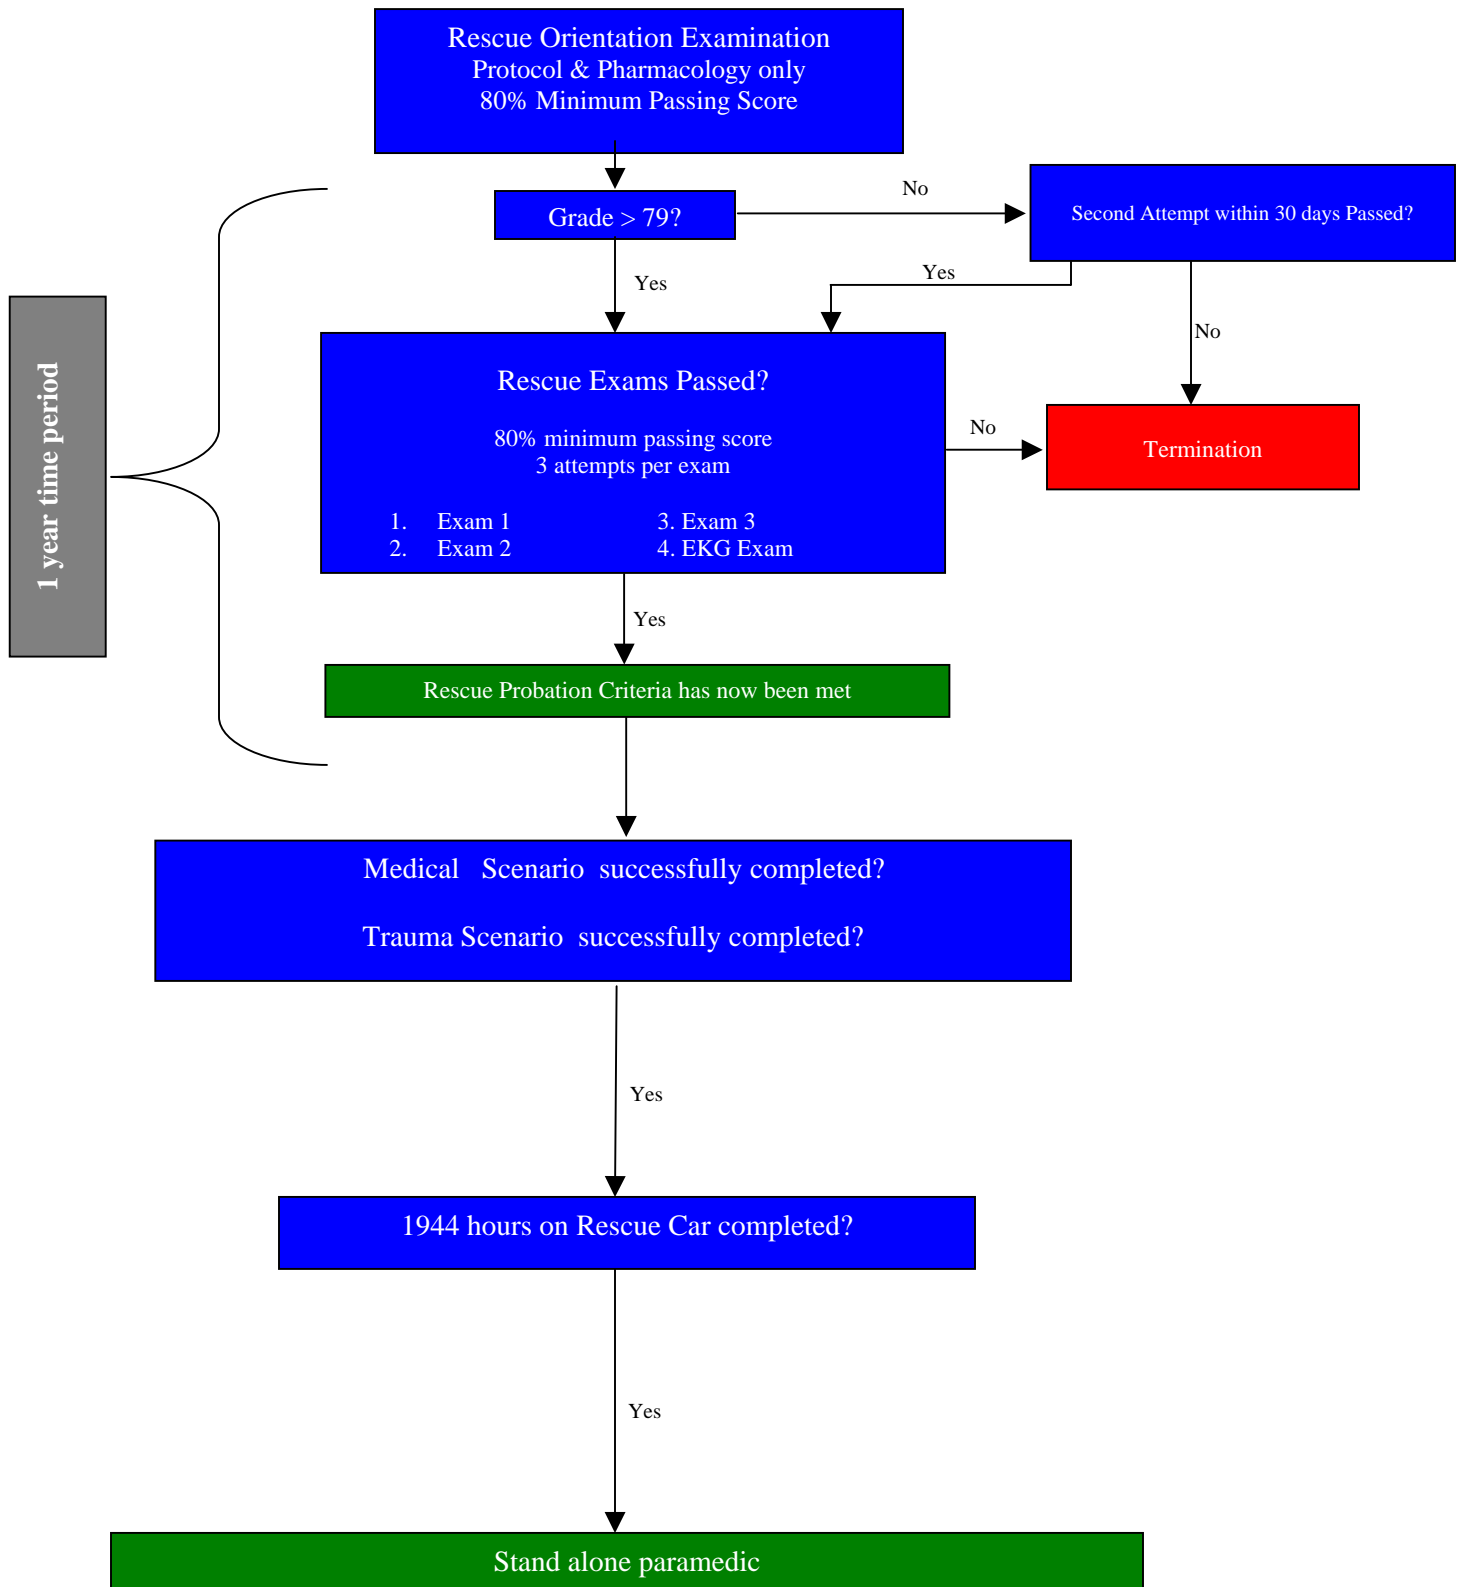 Rescue Orientation Examination
Protocol & Pharmacology only
80% Minimum Passing Score
Grade > 79?
No
Second Attempt within 30 days Passed?
Yes
Yes
No
1 year time period
Rescue Exams Passed?
80% minimum passing score
3 attempts per exam
1. Exam 1 3. Exam 3
2. Exam 2 4. EKG Exam
No
Termination
Yes
Rescue Probation Criteria has now been met
Medical Scenario successfully completed?
Trauma Scenario successfully completed?
Yes
1944 hours on Rescue Car completed?
Yes
Stand alone paramedic